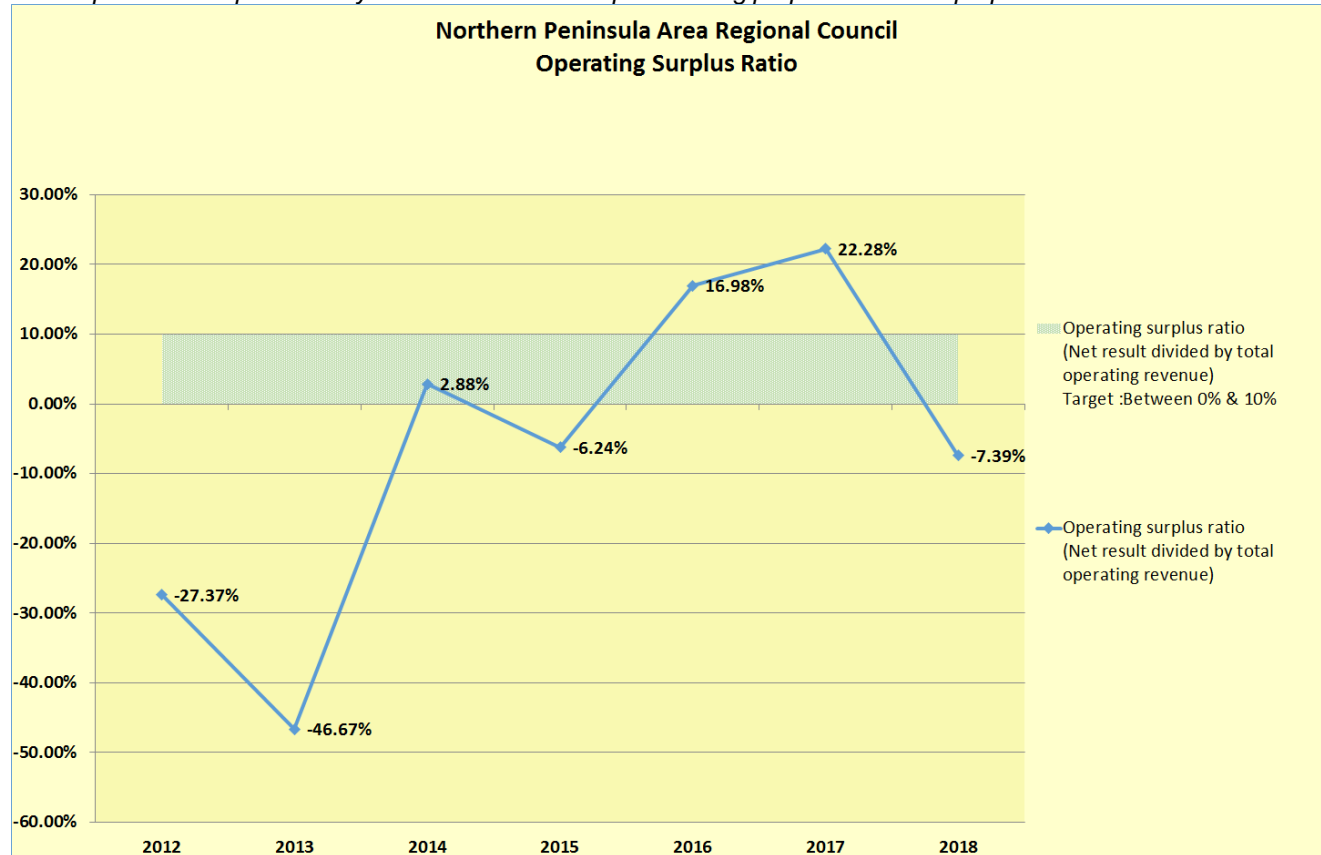 Northern Peninsula Area Regional Council
Operating Surplus Ratio
30.00%
20.00%
10.00%
0.00%
-10.00%
-20.00%
-30.00%
-40.00%
-50.00%
-60.00%
-27.37%
-46.67%
2.88%
-6.24%
16.98%
22.28%
-7.39%
2012 2013 2014 2015 2016 2017 2018
Operating surplus ratio
(Net result divided by total
operating revenue)
Target :Between 0% & 10%
Operating surplus ratio
(Net result divided by total
operating revenue)